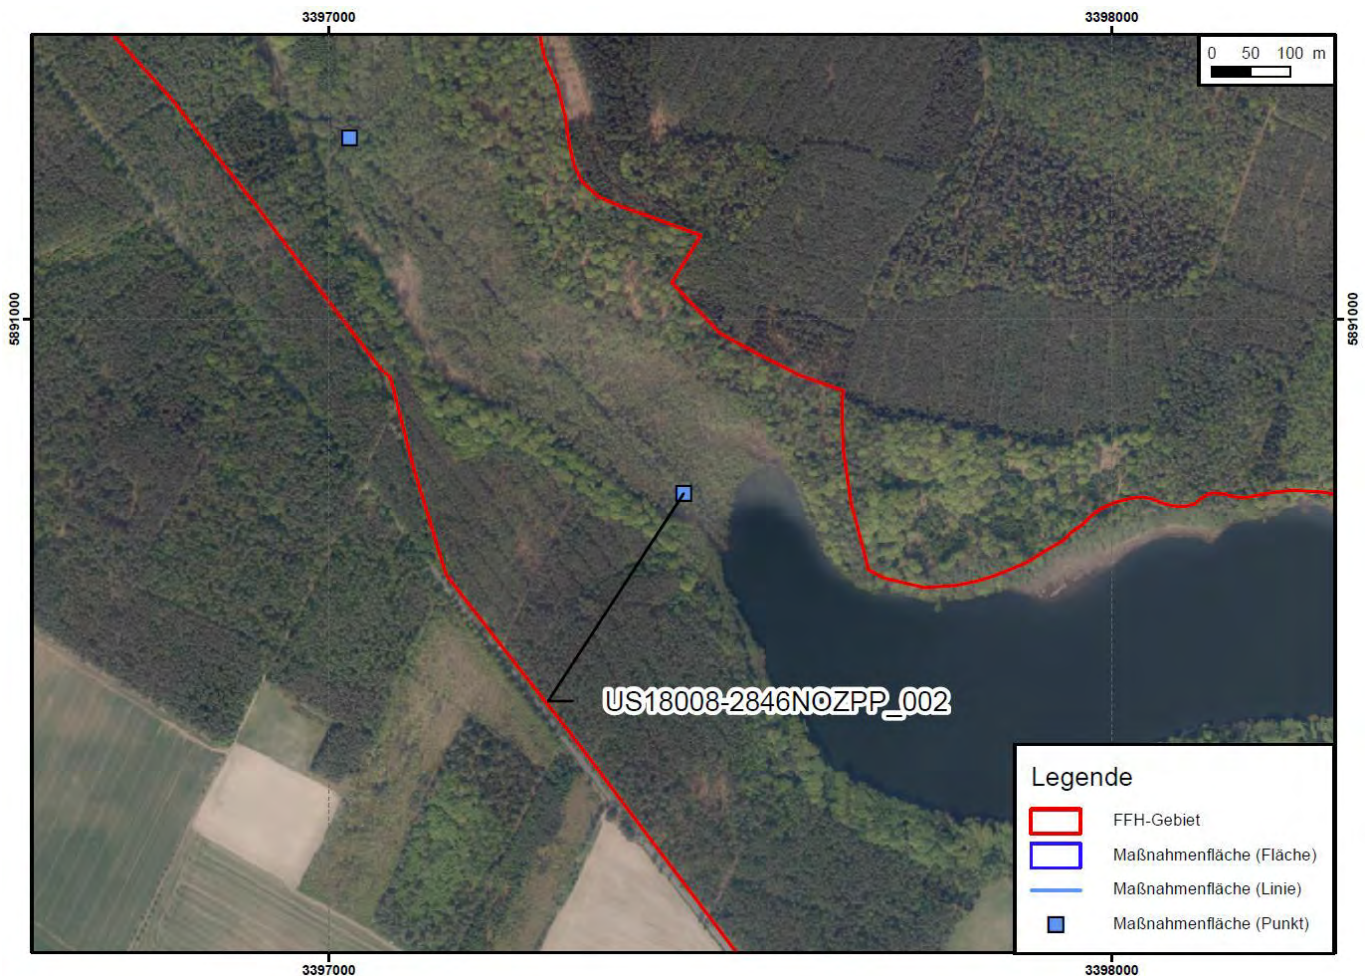 3397000 3398000
0 50 100 m
5891000 5891000
US18008-2846NOZPP_002
Legende
FFH-Gebiet
Maßnahmenfläche (Fläche)
Maßnahmenfläche (Linie)
Maßnahmenfläche (Punkt)
3397000 3398000